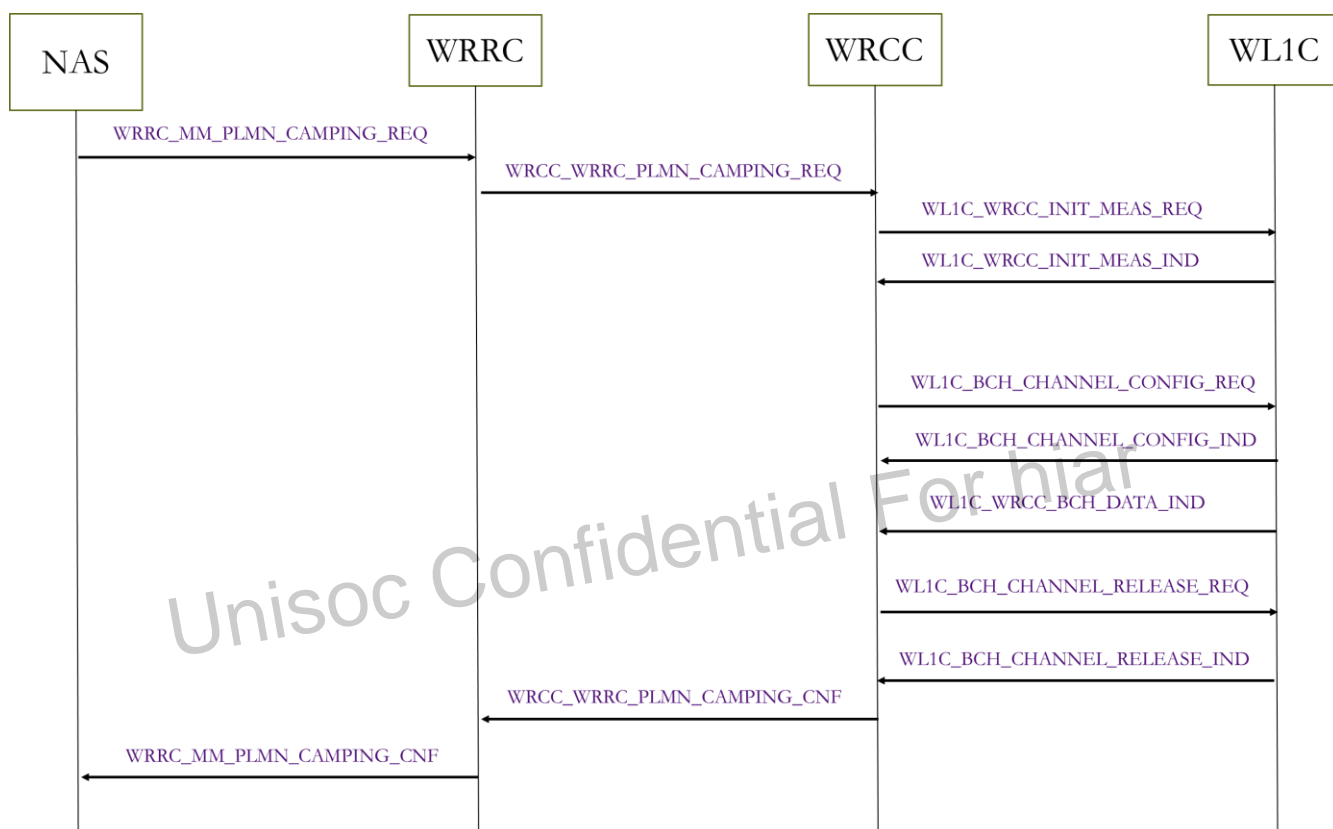 NAS
WRRC
WRCC
WL1C
WRRC_MM_PLMN_CAMPING_REQ
WRCC_WRRC_PLMN_CAMPING_REQ
WL1C_WRCC_INIT_MEAS_REQ
WL1C_WRCC_INIT_MEAS_IND
WL1C_BCH_CHANNEL_CONFIG_REQ
WL1C_BCH_CHANNEL_CONFIG_IND
WL1C_WRCC_BCH_DATA_IND
Unisoc Confidential For hiar
WL1C_BCH_CHANNEL_RELEASE_REQ
WL1C_BCH_CHANNEL_RELEASE_IND
WRCC_WRRC_PLMN_CAMPING_CNF
WRRC_MM_PLMN_CAMPING_CNF